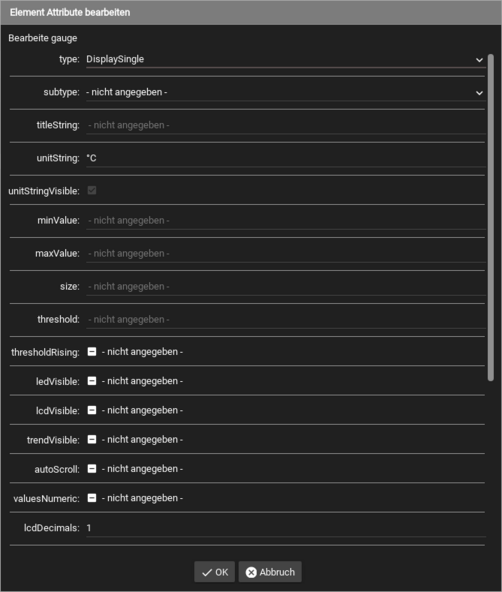 Element Attribute bearbeiten
Bearbeite gauge
type: DisplaySingle
subtype: - nicht angegeben -
titleString: - nicht angegeben -
unitString: °C
unitStringVisible:
minValue: - nicht angegeben -
maxValue: - nicht angegeben -
size: - nicht angegeben -
threshold: - nicht angegeben -
thresholdRising: - nicht angegeben -
ledVisible: - nicht angegeben -
lcdVisible: - nicht angegeben -
trendVisible: - nicht angegeben -
autoScroll: - nicht angegeben -
valuesNumeric: - nicht angegeben -
lcdDecimals: 1
OK Abbruch